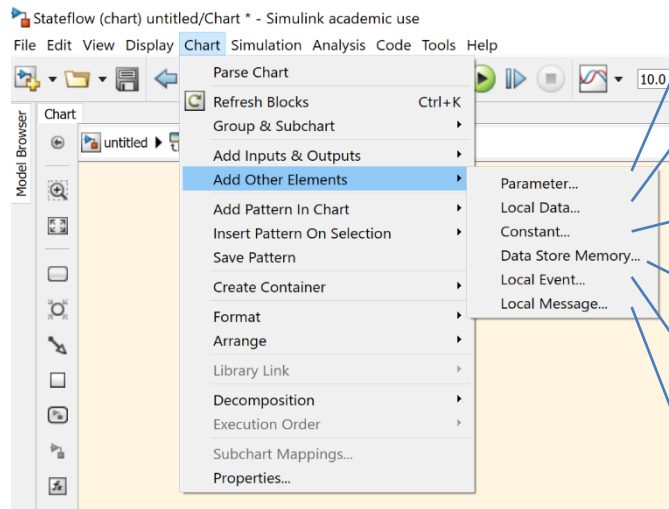 Stateflow (chart) untitled/Chart * - Simulink academic use
File Edit View Display Chart Simulation Analysis Code Tools Help
10.0
Model Browser
Chart
untitled
Parse Chart
Refresh Blocks Ctrl+K
Group & Subchart
Add Inputs & Outputs
Add Other Elements
Add Pattern In Chart
Insert Pattern On Selection
Save Pattern
Create Container
Format
Arrange
Library Link
Decomposition
Execution Order
Subchart Mappings...
Properties...
Parameter...
Local Data...
Constant...
Data Store Memory...
Local Event...
Local Message...
fx